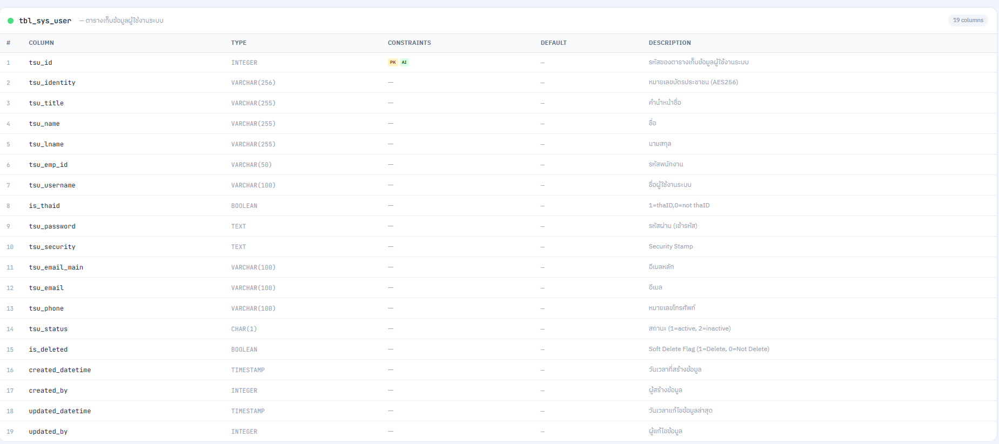 tbl_sys_user — ตารางเก็บข้อมูลผู้ใช้งานระบบ 19 columns
# COLUMN TYPE CONSTRAINTS DEFAULT DESCRIPTION
1 tsu_id INTEGER PK AI — รหัสของตารางเก็บข้อมูลผู้ใช้งานระบบ
2 tsu_identity VARCHAR(256) — — หมายเลขบัตรประชาชน (AES256)
3 tsu_title VARCHAR(255) — — คำนำหน้าชื่อ
4 tsu_name VARCHAR(255) — — ชื่อ
5 tsu_lname VARCHAR(255) — — นามสกุล
6 tsu_emp_id VARCHAR(50) — — รหัสพนักงาน
7 tsu_username VARCHAR(100) — — ชื่อผู้ใช้งานระบบ
8 is_thaid BOOLEAN — — 1=thaID,0=not thaID
9 tsu_password TEXT — — รหัสผ่าน (เข้ารหัส)
10 tsu_security TEXT — — Security Stamp
11 tsu_email_main VARCHAR(100) — — อีเมลหลัก
12 tsu_email VARCHAR(100) — — อีเมล
13 tsu_phone VARCHAR(100) — — หมายเลขโทรศัพท์
14 tsu_status CHAR(1) — — สถานะ (1=active, 2=inactive)
15 is_deleted BOOLEAN — — Soft Delete Flag (1=Delete, 0=Not Delete)
16 created_datetime TIMESTAMP — — วันเวลาที่สร้างข้อมูล
17 created_by INTEGER — — ผู้สร้างข้อมูล
18 updated_datetime TIMESTAMP — — วันเวลาแก้ไขข้อมูลล่าสุด
19 updated_by INTEGER — — ผู้แก้ไขข้อมูล